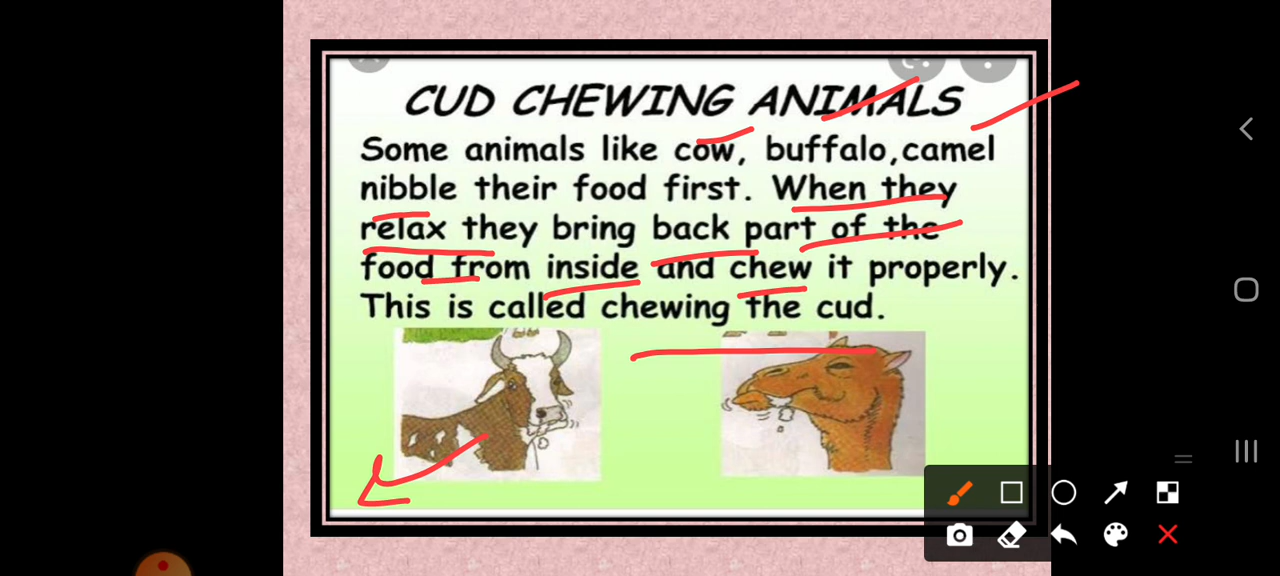 CUD CHEWING ANIMALS
Some animals like cow, buffalo,camel
nibble their food first. When they
relax they bring back part of the
food from inside and chew it properly.
This is called chewing the cud.